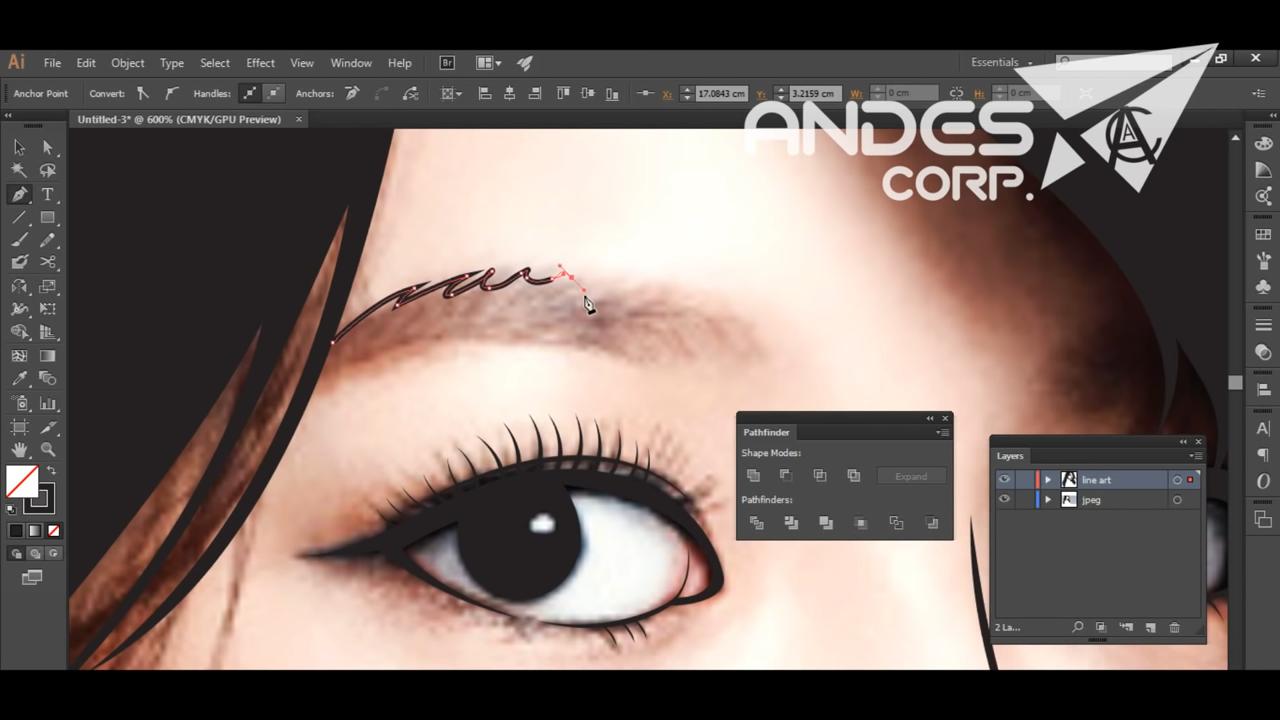 Ai File Edit Object Type Select Effect View Window Help Br Essentials
Anchor Point Convert: Handles: Anchors: X: 17.0843 cm Y: 3.2159 cm W: 0 cm H: 0 cm
Untitled-3* @ 600% (CMYK/GPU Preview)
ANDES
CORP.
AC
Pathfinder
Shape Modes:
Expand
Pathfinders:
Layers
line art
jpeg
2 La...